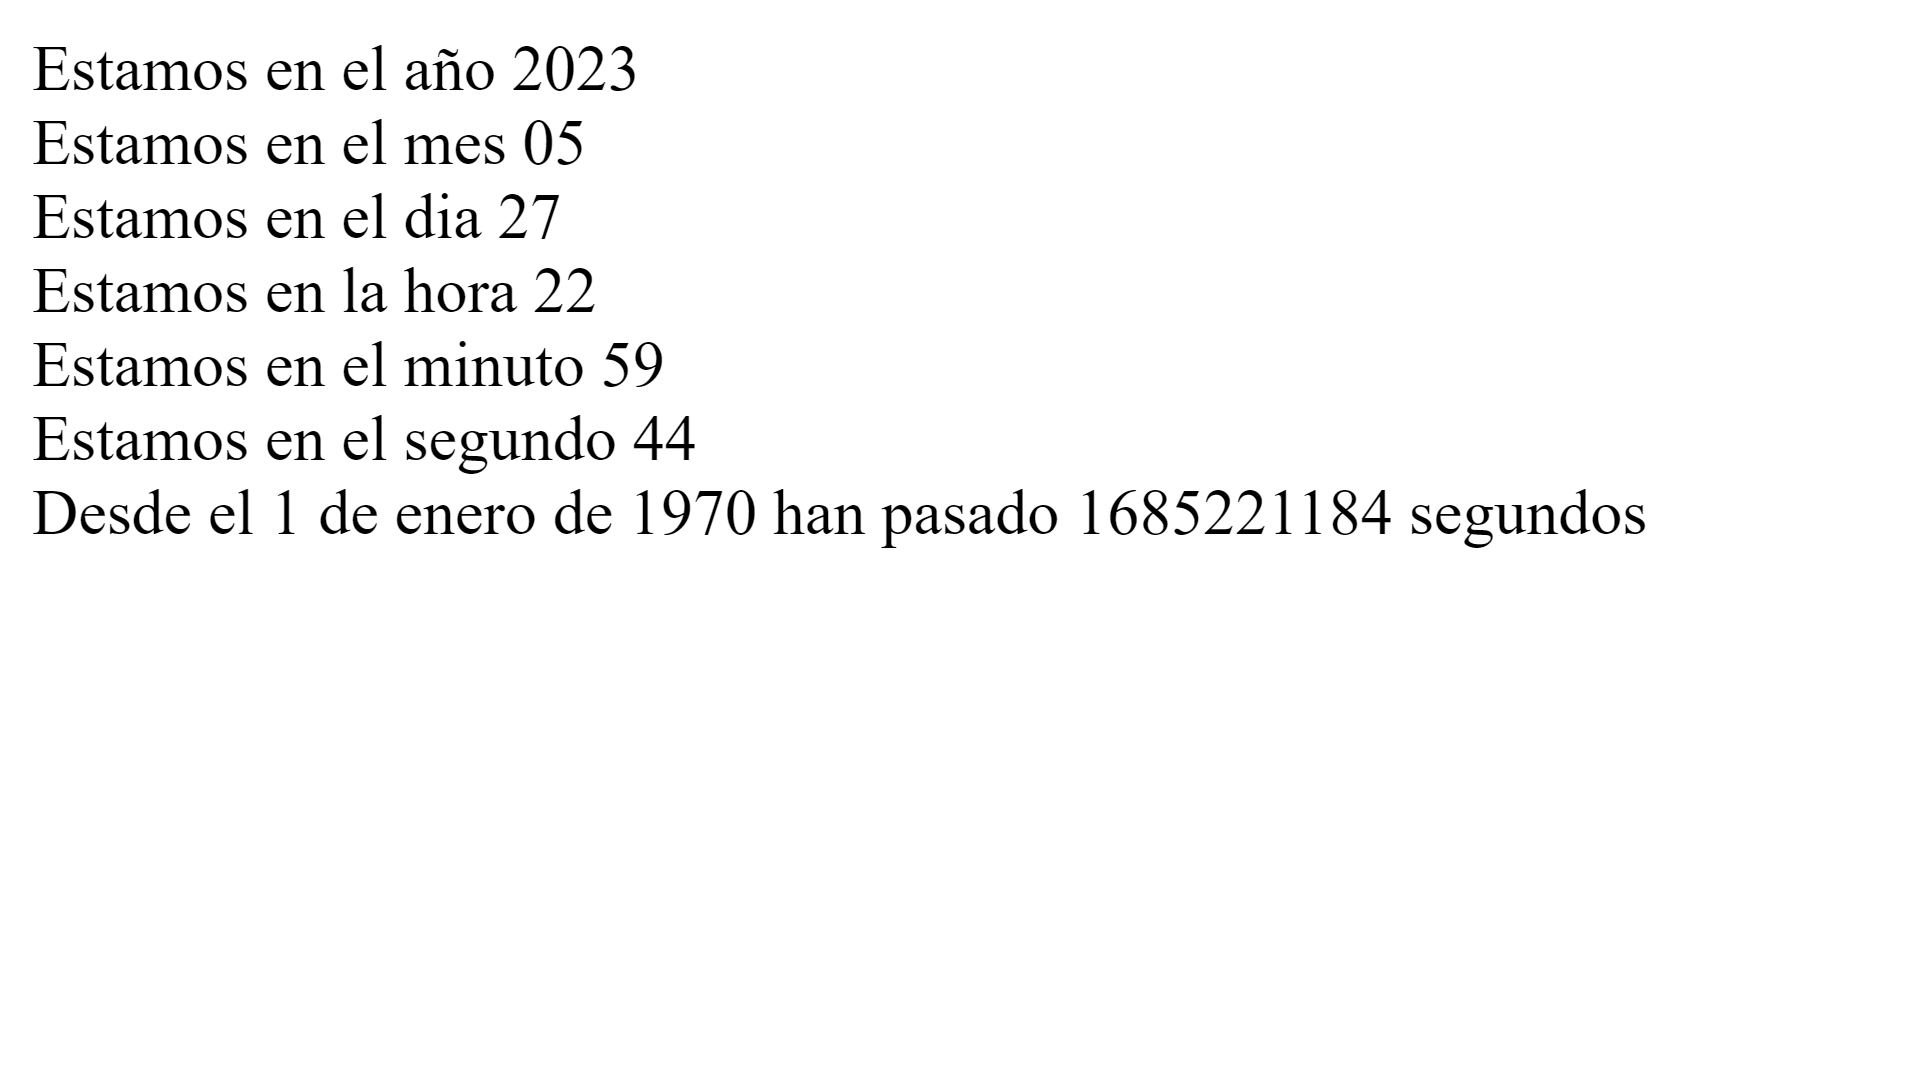 Estamos en el año 2023
Estamos en el mes 05
Estamos en el dia 27
Estamos en la hora 22
Estamos en el minuto 59
Estamos en el segundo 44
Desde el 1 de enero de 1970 han pasado 1685221184 segundos